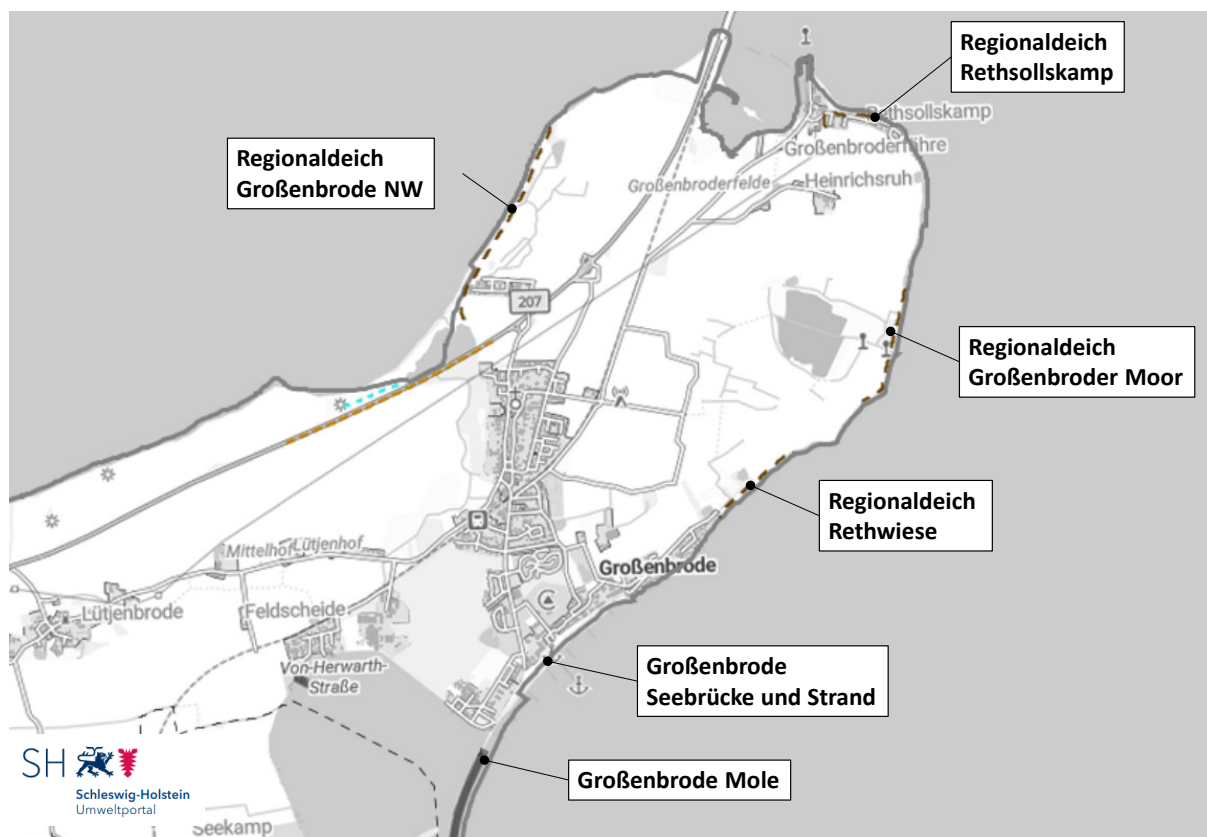 Regionaldeich
Rethsollskamp
Rethsollskamp
Regionaldeich
Großenbrode NW
Großenbroderfähre
Großenbroderfelde
Heinrichsruh
207
Regionaldeich
Großenbroder Moor
Regionaldeich
Rethwiese
Mittelhof
Lütjenhof
Großenbrode
Lütjenbrode
Feldscheide
Von-Herwarth-
Straße
Großenbrode
Seebrücke und Strand
SH
Schleswig-Holstein
Umweltportal
Großenbrode Mole
Seekamp